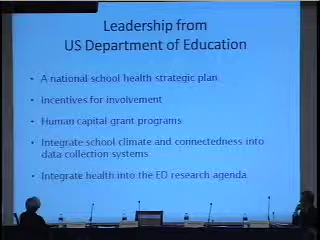 Leadership from
US Department of Education
• A national school health strategic plan
• Incentives for involvement
• Human capital grant programs
• Integrate school climate and connectedness into
data collection systems
• Integrate health into the ED research agenda